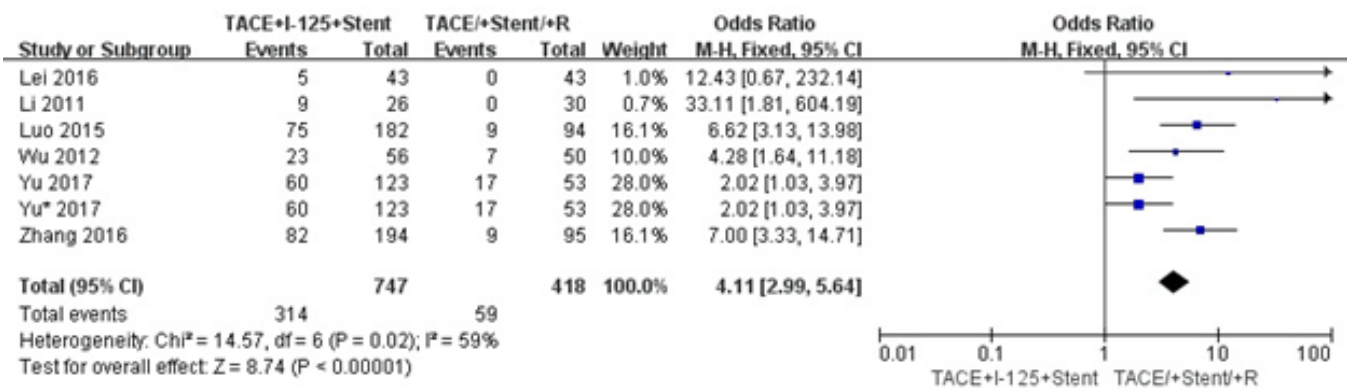 TACE+I-125+Stent TACE/+Stent/+R Odds Ratio Odds Ratio
Study or Subgroup Events Total Events Total Weight M-H, Fixed, 95% CI M-H, Fixed, 95% CI
Lei 2016 5 43 0 43 1.0% 12.43 [0.67, 232.14]
Li 2011 9 26 0 30 0.7% 33.11 [1.81, 604.19]
Luo 2015 75 182 9 94 16.1% 6.62 [3.13, 13.98]
Wu 2012 23 56 7 50 10.0% 4.28 [1.64, 11.18]
Yu 2017 60 123 17 53 28.0% 2.02 [1.03, 3.97]
Yu* 2017 60 123 17 53 28.0% 2.02 [1.03, 3.97]
Zhang 2016 82 194 9 95 16.1% 7.00 [3.33, 14.71]
Total (95% CI) 747 418 100.0% 4.11 [2.99, 5.64]
Total events 314 59
Heterogeneity: Chi² = 14.57, df = 6 (P = 0.02); I² = 59%
Test for overall effect: Z = 8.74 (P < 0.00001)
0.01 0.1 1 10 100
TACE+I-125+Stent TACE/+Stent/+R